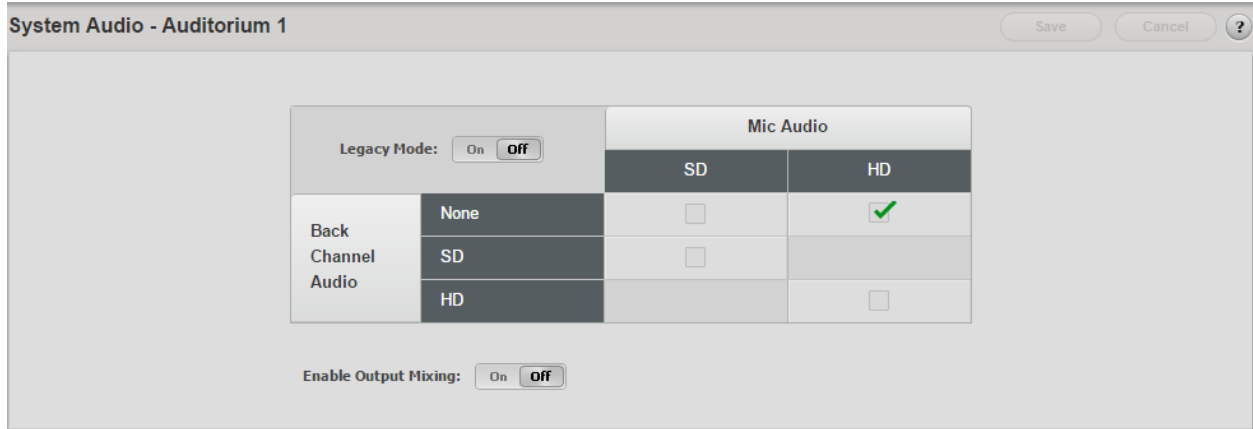 System Audio - Auditorium 1
Save
Cancel
?
Legacy Mode:
On
Off
Mic Audio
SD
HD
Back
Channel
Audio
None
SD
HD
Enable Output Mixing:
On
Off